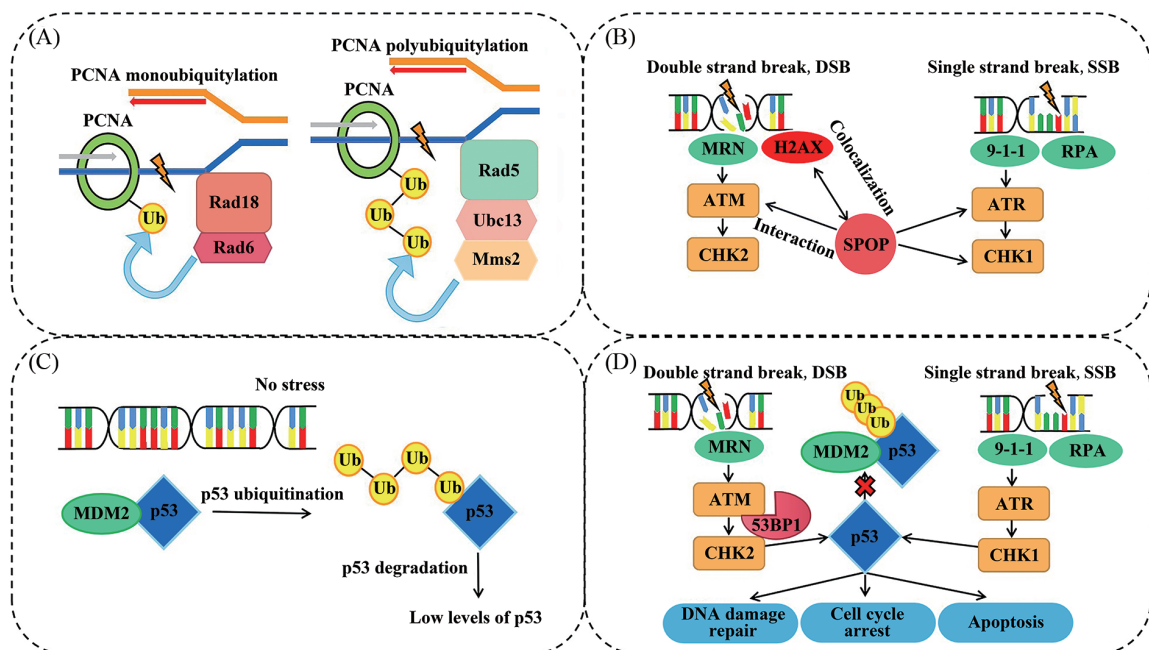 (A)
PCNA monoubiquitylation
PCNA
Ub
Rad18
Rad6
PCNA polyubiquitylation
PCNA
Ub
Ub
Ub
Rad5
Ubc13
Mms2
(B)
Double strand break, DSB
Single strand break, SSB
MRN
H2AX
Colocalization
9-1-1
RPA
ATM
Interaction
SPOP
ATR
CHK2
CHK1
(C)
No stress
MDM2
p53
p53 ubiquitination
Ub
Ub
Ub
Ub
p53
p53 degradation
Low levels of p53
(D)
Double strand break, DSB
Single strand break, SSB
Ub
Ub
Ub
MRN
MDM2
p53
9-1-1
RPA
ATM
53BP1
p53
ATR
CHK2
CHK1
DNA damage
repair
Cell cycle
arrest
Apoptosis